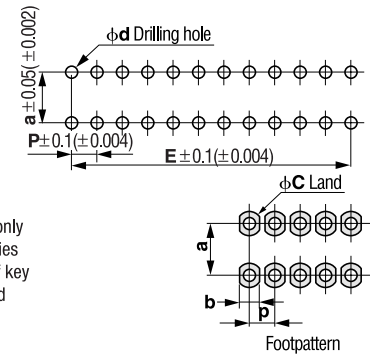 ϕd Drilling hole
a±0.05(±0.002)
P±0.1(±0.004)
E±0.1(±0.004)
ϕC Land
only
ies
key
d
a
b
p
Footpattern